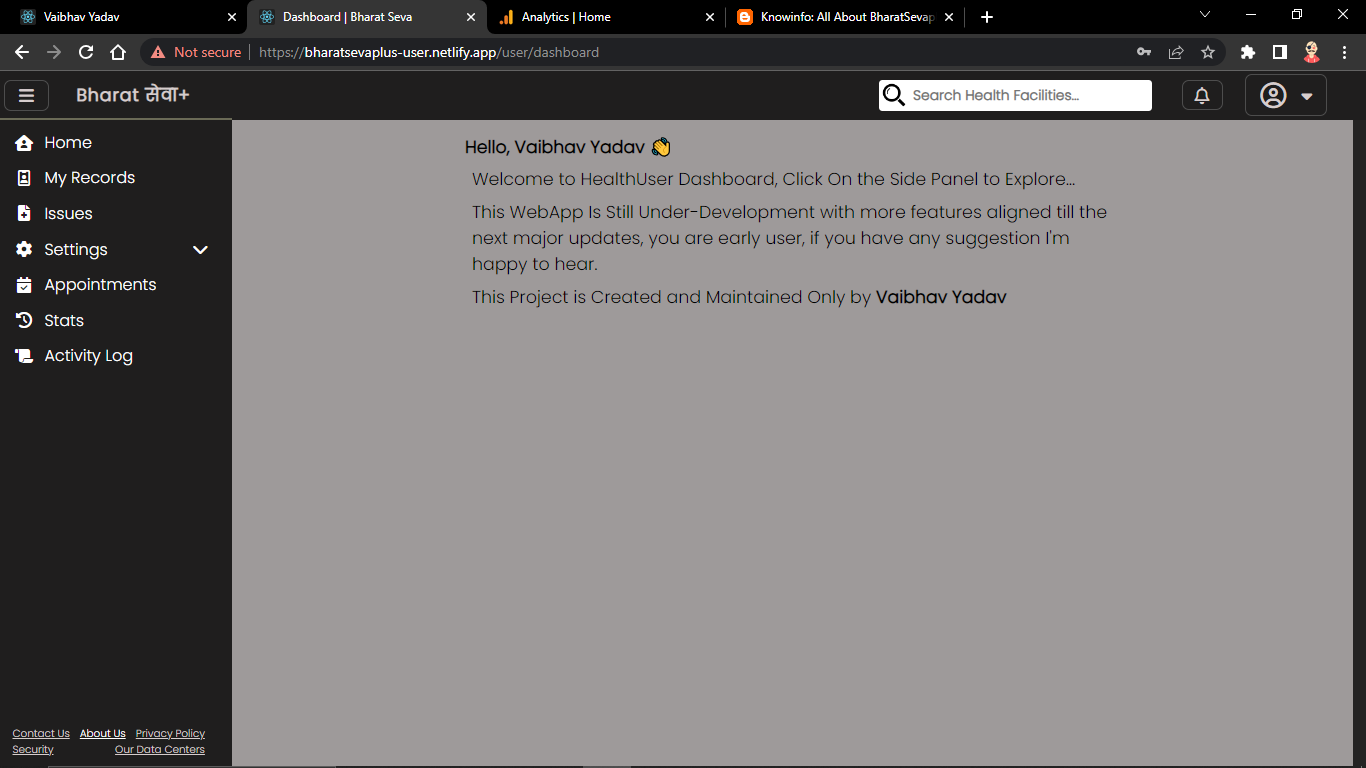 Vaibhav Yadav
Dashboard | Bharat Seva
Analytics | Home
Knowinfo: All About BharatSevap
Not secure
https://bharatsevaplus-user.netlify.app/user/dashboard
Bharat सेवा+
Search Health Facilities...
Home
My Records
Issues
Settings
Appointments
Stats
Activity Log
Hello, Vaibhav Yadav 👋
Welcome to HealthUser Dashboard, Click On the Side Panel to Explore...
This WebApp Is Still Under-Development with more features aligned till the
next major updates, you are early user, if you have any suggestion I'm
happy to hear.
This Project is Created and Maintained Only by Vaibhav Yadav
Contact Us About Us Privacy Policy
Security Our Data Centers